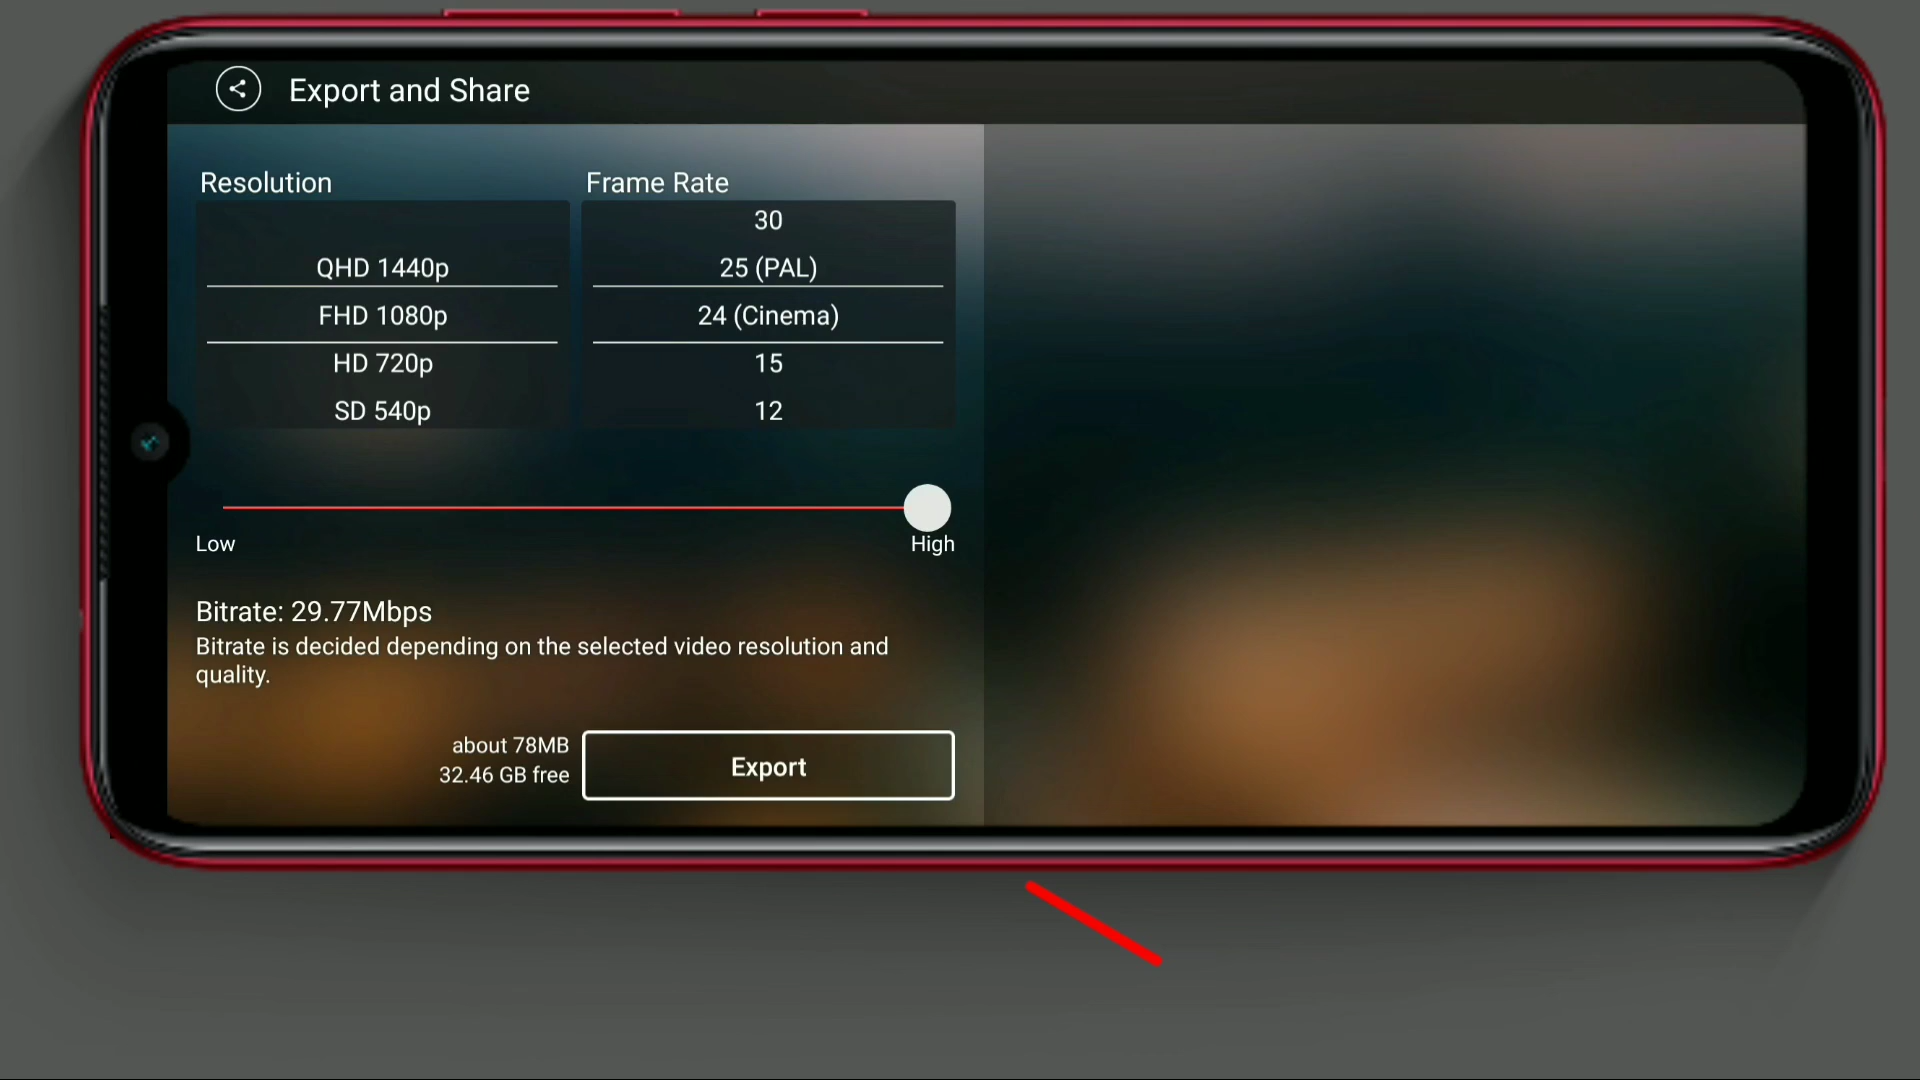 Export and Share
Resolution
Frame Rate
30
QHD 1440p
25 (PAL)
FHD 1080p
24 (Cinema)
HD 720p
15
SD 540p
12
Low
High
Bitrate: 29.77Mbps
Bitrate is decided depending on the selected video resolution and
quality.
about 78MB
32.46 GB free
Export